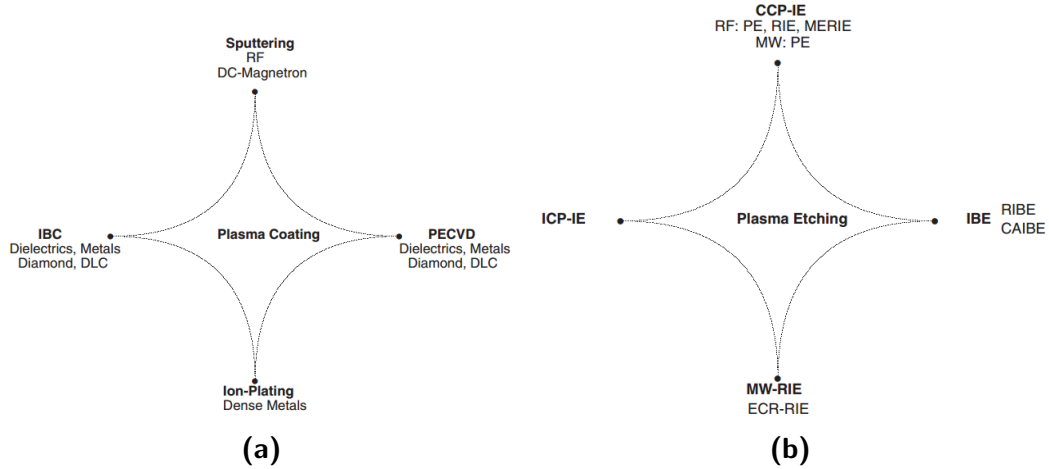 Sputtering
RF
DC-Magnetron
IBC
Dielectrics, Metals
Diamond, DLC
Plasma Coating
PECVD
Dielectrics, Metals
Diamond, DLC
Ion-Plating
Dense Metals
(a)
CCP-IE
RF: PE, RIE, MERIE
MW: PE
ICP-IE
Plasma Etching
IBE
RIBE
CAIBE
MW-RIE
ECR-RIE
(b)